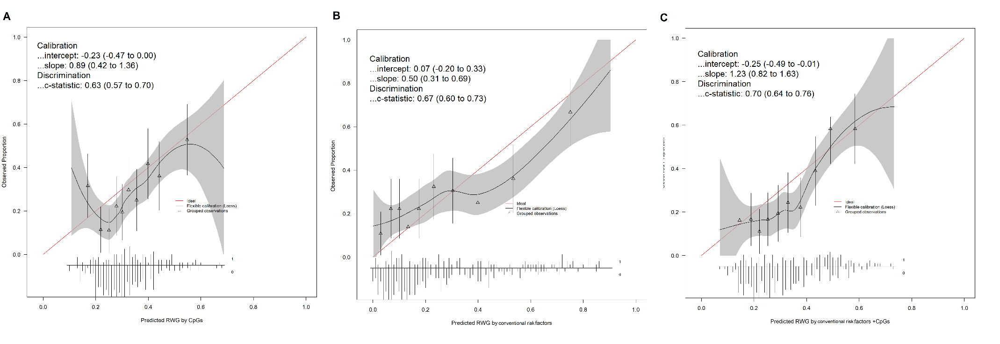 A
Calibration
...intercept: -0.23 (-0.47 to 0.00)
...slope: 0.89 (0.42 to 1.36)
Discrimination
...c-statistic: 0.63 (0.57 to 0.70)
Observed Proportion
1.0
0.8
0.6
0.4
0.2
0.0
Ideal
Flexible calibration (Loess)
Grouped observations
1
0
0.0 0.2 0.4 0.6 0.8 1.0
Predicted RWG by CpGs
B
Calibration
...intercept: 0.07 (-0.20 to 0.33)
...slope: 0.50 (0.31 to 0.69)
Discrimination
...c-statistic: 0.67 (0.60 to 0.73)
Observed Proportion
1.0
0.8
0.6
0.4
0.2
0.0
Ideal
Flexible calibration (Loess)
Grouped observations
1
0
0.0 0.2 0.4 0.6 0.8 1.0
Predicted RWG by conventional risk factors
C
Calibration
...intercept: -0.25 (-0.49 to -0.01)
...slope: 1.23 (0.82 to 1.63)
Discrimination
...c-statistic: 0.70 (0.64 to 0.76)
1.0
0.8
0.6
0.4
0.2
0.0
Ideal
Flexible calibration (Loess)
Grouped observations
1
0
0.0 0.2 0.4 0.6 0.8 1.0
Predicted RWG by conventional risk factors +CpGs